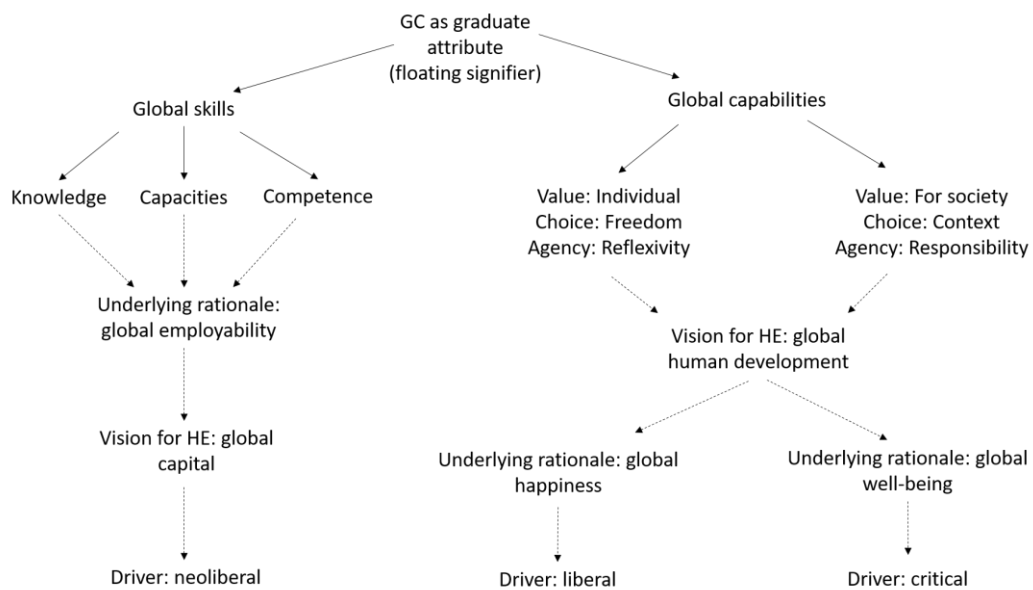 GC as graduate
attribute
(floating signifier)
Global skills
Global capabilities
Knowledge
Capacities
Competence
Value: Individual
Choice: Freedom
Agency: Reflexivity
Value: For society
Choice: Context
Agency: Responsibility
Underlying rationale:
global employability
Vision for HE: global
human development
Vision for HE: global
capital
Underlying rationale: global
happiness
Underlying rationale: global
well-being
Driver: neoliberal
Driver: liberal
Driver: critical